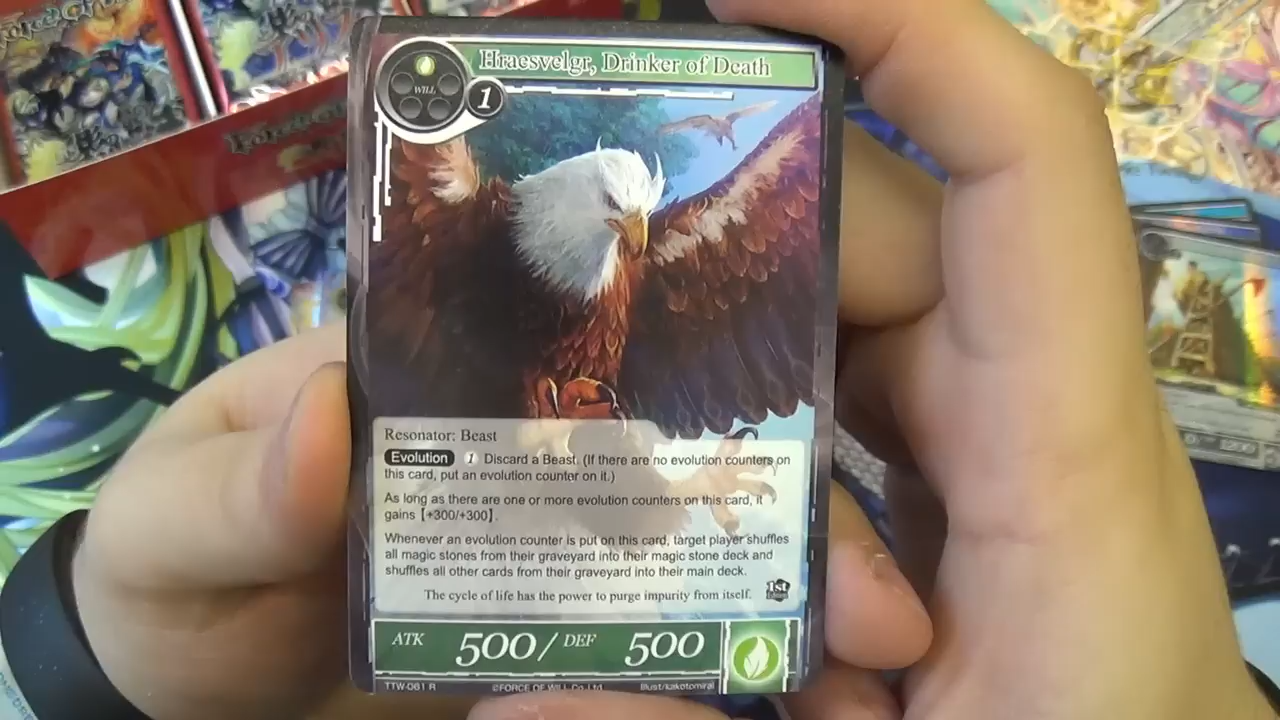 Hraesvelgr, Drinker of Death
WILL
1
Resonator: Beast
Evolution 1 Discard a Beast. (If there are no evolution counters on
this card, put an evolution counter on it.)
As long as there are one or more evolution counters on this card, it
gains【+300/+300】.
Whenever an evolution counter is put on this card, target player shuffles
all magic stones from their graveyard into their magic stone deck and
shuffles all other cards from their graveyard into their main deck.
The cycle of life has the power to purge impurity from itself.
1st
Edition
ATK 500 / DEF 500
TTW-061 R ©FORCE OF WILL Co.,Ltd. Illust/kakotomirai
1200